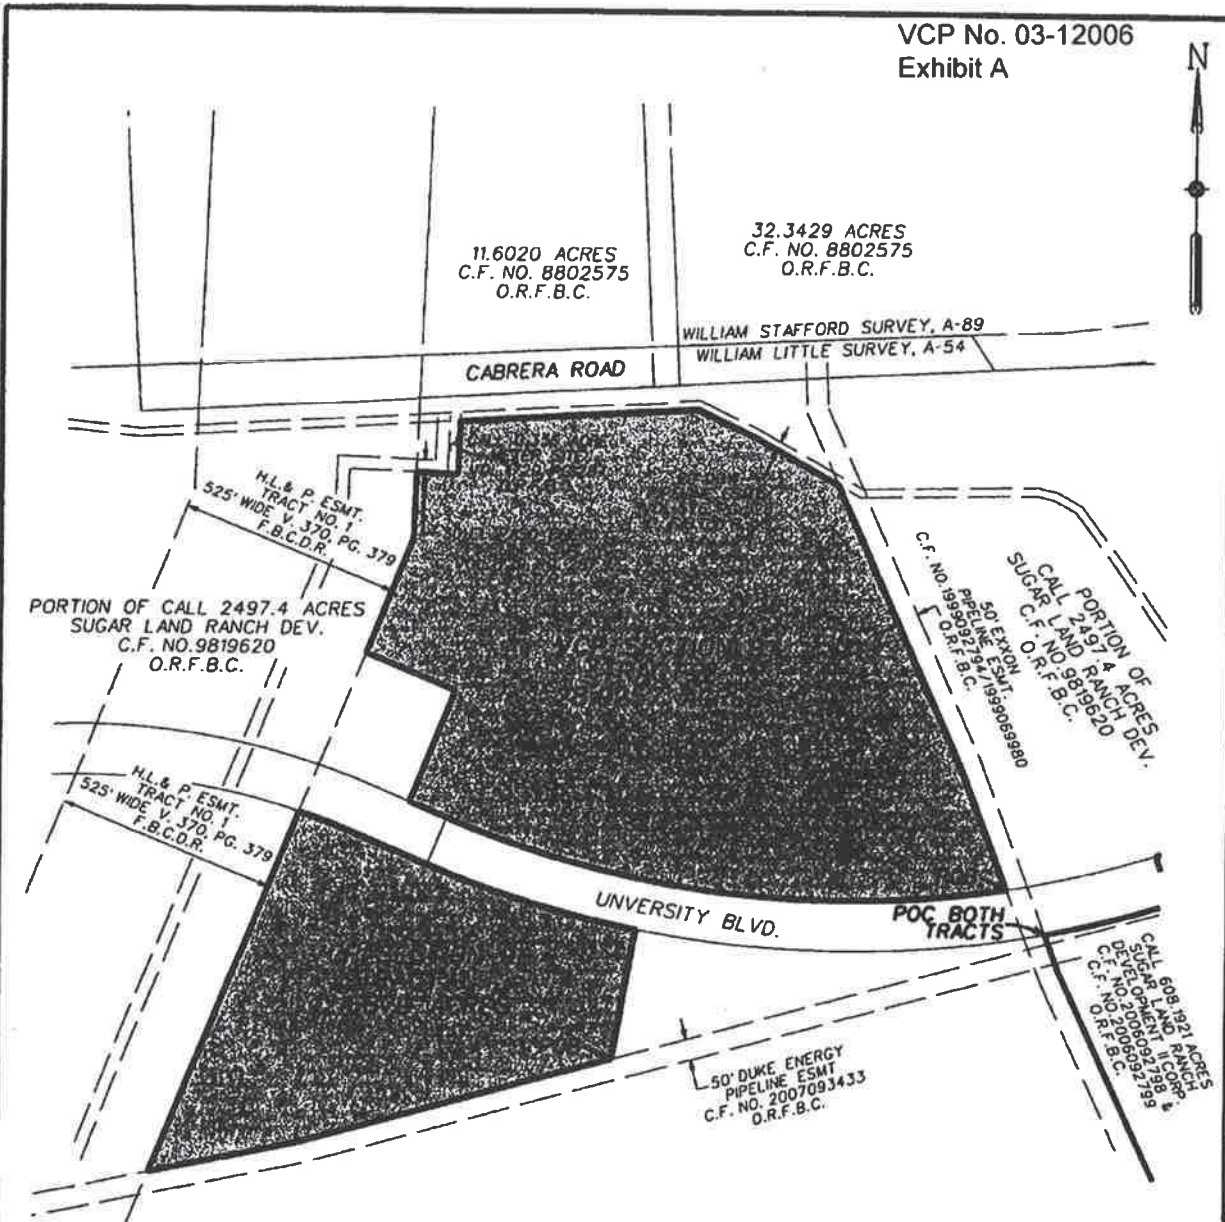 VCP No. 03-12006
Exhibit A
N
11.6020 ACRES
C.F. NO. 8802575
O.R.F.B.C.
32.3429 ACRES
C.F. NO. 8802575
O.R.F.B.C.
WILLIAM STAFFORD SURVEY, A-89
WILLIAM LITTLE SURVEY, A-54
CABRERA ROAD
H.L.& P. ESMT.
TRACT NO. 1
525' WIDE V. 370, PG. 379
F.B.C.D.R.
PORTION OF CALL 2497.4 ACRES
SUGAR LAND RANCH DEV.
C.F. NO.9819620
O.R.F.B.C.
50' EXXON
PIPELINE ESMT.
C.F. NO.1999092794/1999069980
O.R.F.B.C.
PORTION OF
CALL 2497.4 ACRES
SUGAR LAND RANCH DEV.
C.F. NO.9819620
O.R.F.B.C.
H.L.& P. ESMT.
TRACT NO. 1
525' WIDE V. 370, PG. 379
F.B.C.D.R.
UNVERSITY BLVD.
POC BOTH
TRACTS
CALL 608.1921 ACRES
SUGAR LAND RANCH
DEVELOPMENT II CORP.
C.F. NO.2006092798 &
C.F. NO.2006092799
O.R.F.B.C.
50' DUKE ENERGY
PIPELINE ESMT
C.F. NO. 2007093433
O.R.F.B.C.